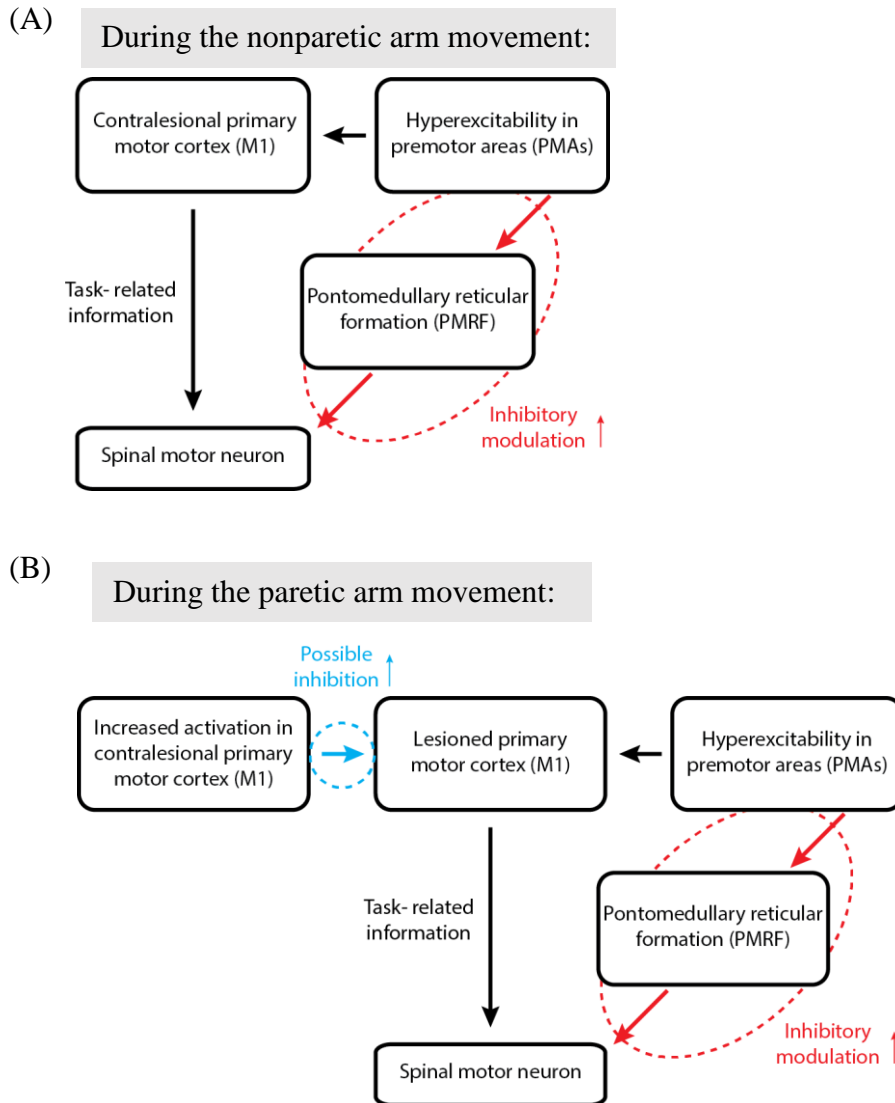 (A)
During the nonparetic arm movement:
Contralesional primary
motor cortex (M1)
Hyperexcitability in
premotor areas (PMAs)
Task- related
information
Pontomedullary reticular
formation (PMRF)
Inhibitory
modulation ↑
Spinal motor neuron
(B)
During the paretic arm movement:
Possible
inhibition ↑
Increased activation in
contralesional primary
motor cortex (M1)
Lesioned primary
motor cortex (M1)
Hyperexcitability in
premotor areas (PMAs)
Task- related
information
Pontomedullary reticular
formation (PMRF)
Inhibitory
modulation ↑
Spinal motor neuron